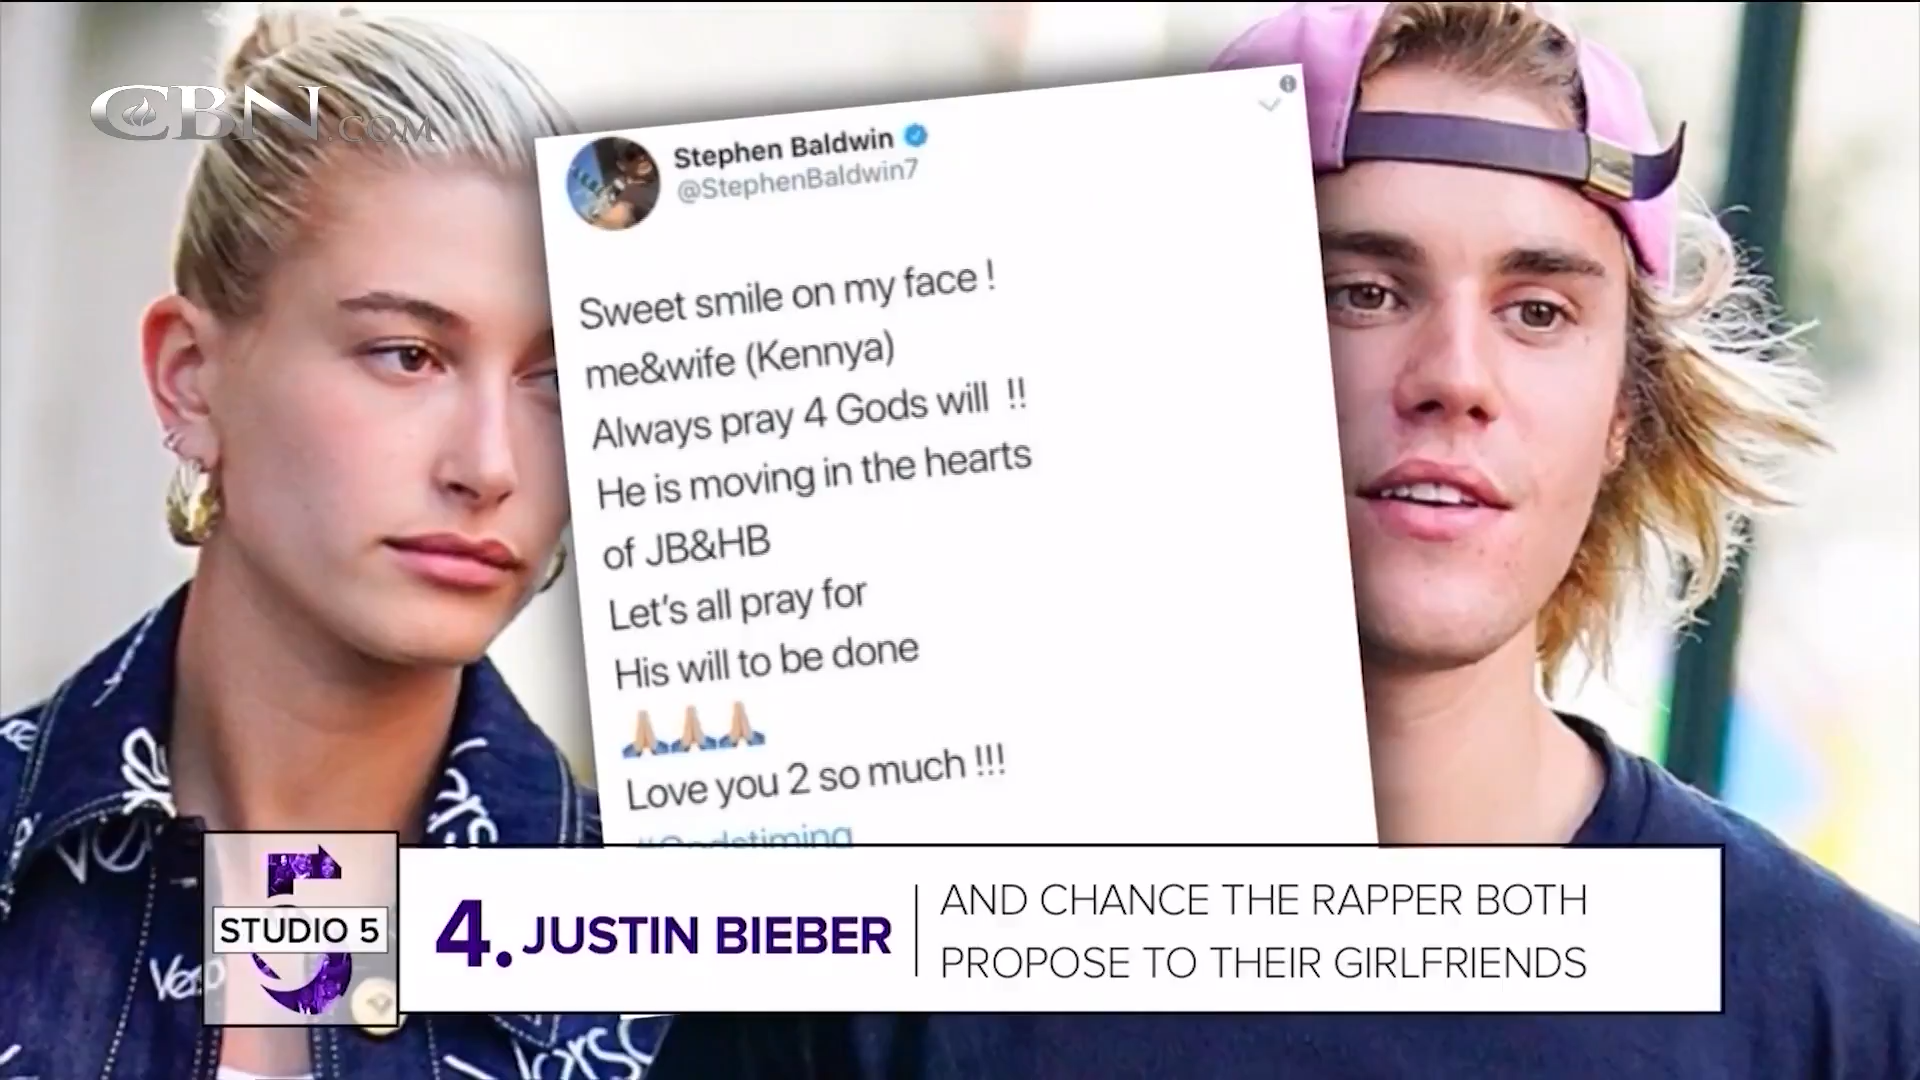 CBN.COM
Stephen Baldwin
@StephenBaldwin7
Sweet smile on my face !
me&wife (Kennya)
Always pray 4 Gods will !!
He is moving in the hearts
of JB&HB
Let's all pray for
His will to be done
🙏🏼🙏🏼🙏🏼
Love you 2 so much !!!
#Godstiming
STUDIO 5
4. JUSTIN BIEBER
AND CHANCE THE RAPPER BOTH
PROPOSE TO THEIR GIRLFRIENDS